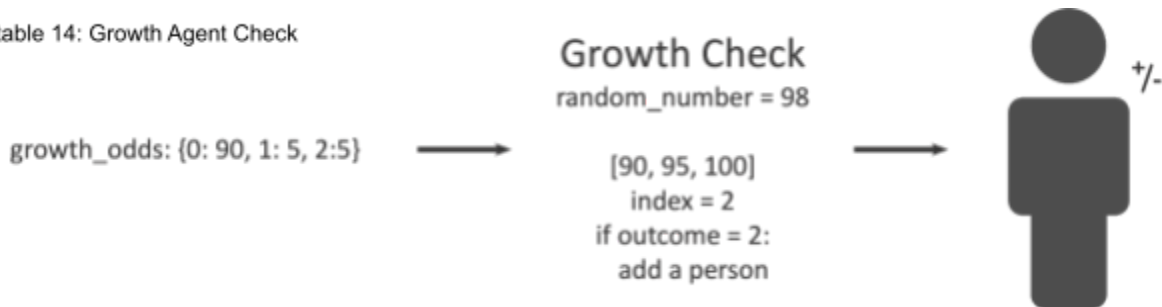 table 14: Growth Agent Check
growth_odds: {0: 90, 1: 5, 2:5}
Growth Check
random_number = 98
[90, 95, 100]
index = 2
if outcome = 2:
add a person
+/-